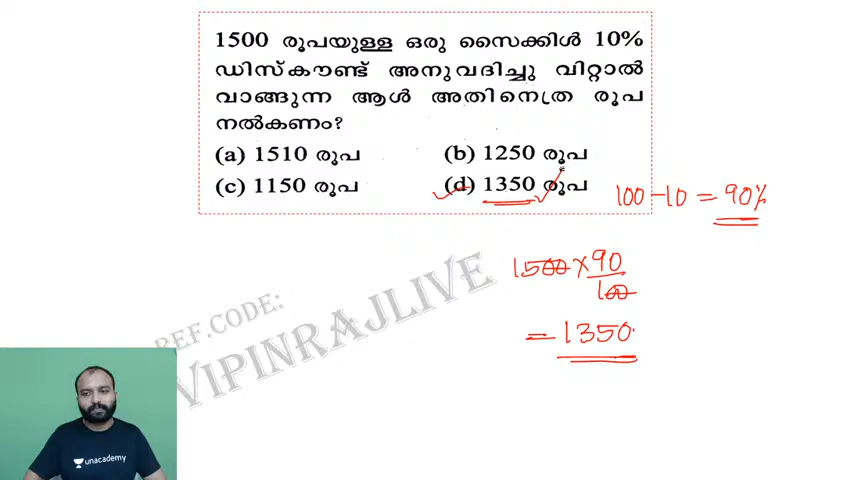 1500 രൂപയുള്ള ഒരു സൈക്കിൾ 10%
ഡിസ്കൗണ്ട് അനുവദിച്ചു വിറ്റാൽ
വാങ്ങുന്ന ആൾ അതിനെത്ര രൂപ
നൽകണം?
(a) 1510 രൂപ (b) 1250 രൂപ
(c) 1150 രൂപ (d) 1350 രൂപ
100-10 = 90%
1500 × 90
100
= 1350
REF.CODE:
VIPINRAJLIVE
unacademy